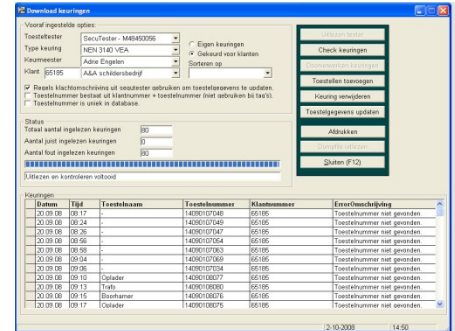 Download keuringen
Vooraf ingestelde opties:
Toesteltester SecuTester - M48450056
Type keuring NEN 3140 VEA
Keurmeester Adrie Engelen
Klant 65185 A&A schildersbedrijf
Eigen keuringen
Gekeurd voor klanten
Sorteren op
Regels klachtomschrijving uit secutester gebruiken om toestelgegevens te updaten.
Toestelnummer bestaat uit klantnummer + toestelnummer (niet gebruiken bij tag's).
Toestelnummer is uniek in database.
Uitlezen tester
Check keuringen
Doorvoeren keuringen
Toestellen toevoegen
Keuring verwijderen
Toestelgegevens updaten
Afdrukken
Dumpfile uitlezen
Sluiten (F12)
Status
Totaal aantal ingelezen keuringen 80
Aantal juist ingelezen keuringen 0
Aantal fout ingelezen keuringen 80
Uitlezen en kontroleren voltooid
Keuringen
Datum Tijd Toestelnaam Toestelnummer Klantnummer ErrorOmschrijving
20.09.08 08:17 - 14090107049 65185 Toestelnummer niet gevonden.
20.09.08 08:24 - 14090107048 65185 Toestelnummer niet gevonden.
20.09.08 08:26 - 14090107047 65185 Toestelnummer niet gevonden.
20.09.08 08:56 - 14090107054 65185 Toestelnummer niet gevonden.
20.09.08 08:58 - 14090107063 65185 Toestelnummer niet gevonden.
20.09.08 09:04 - 14090107069 65185 Toestelnummer niet gevonden.
20.09.08 09:06 - 14090107034 65185 Toestelnummer niet gevonden.
20.09.08 09:10 Oplader 14090108077 65185 Toestelnummer niet gevonden.
20.09.08 09:13 Trafo 14090108080 65185 Toestelnummer niet gevonden.
20.09.08 09:15 Boorhamer 14090108076 65185 Toestelnummer niet gevonden.
20.09.08 09:17 Oplader 14090108075 65185 Toestelnummer niet gevonden.
2-10-2008 14:50